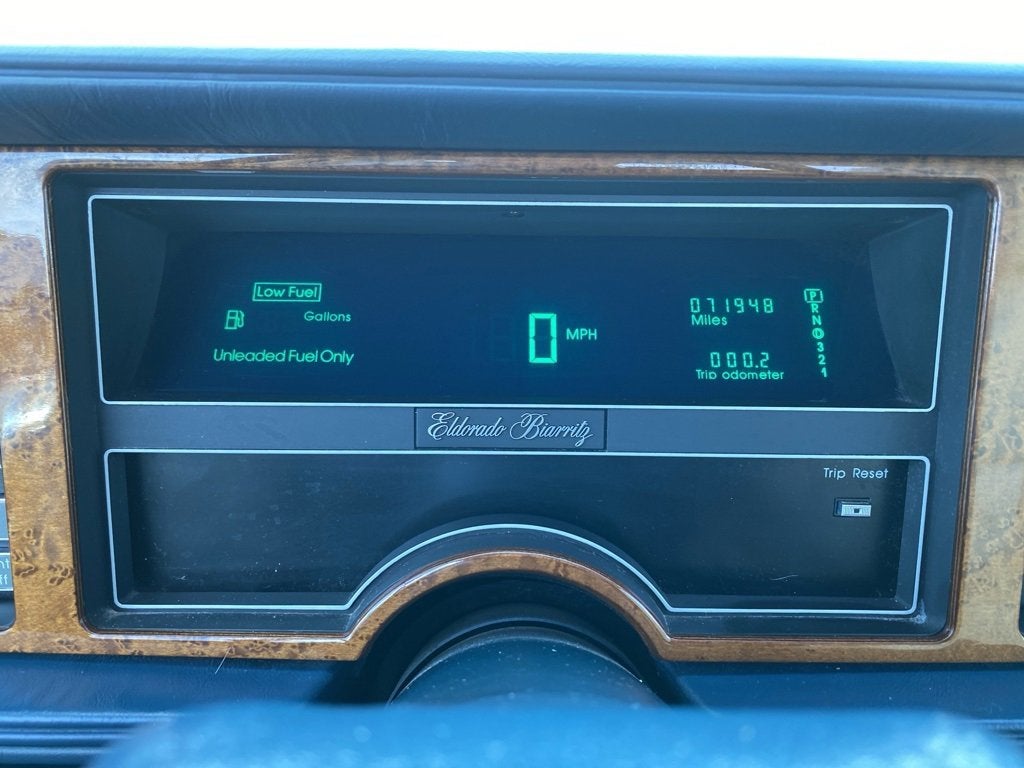 Low Fuel
Gallons
Unleaded Fuel Only
0 MPH
071948
Miles
000.2
Trip odometer
P
R
N
D
3
2
1
Eldorado Biarritz
Trip Reset